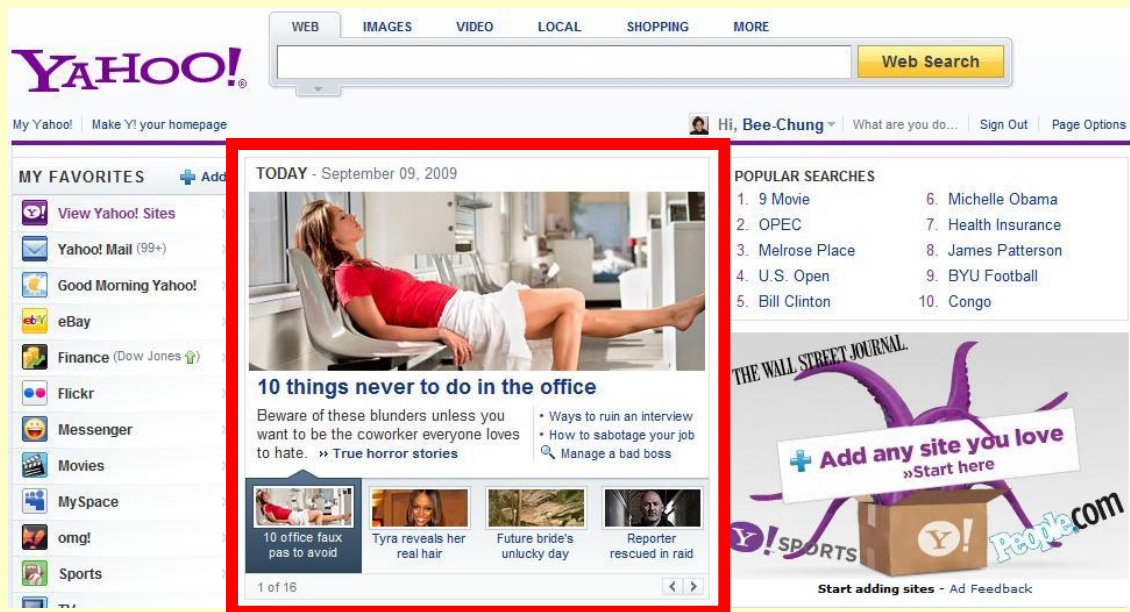 WEB IMAGES VIDEO LOCAL SHOPPING MORE
YAHOO!®
Web Search
My Yahoo! Make Y! your homepage
Hi, Bee-Chung What are you do... Sign Out Page Options
MY FAVORITES Add
View Yahoo! Sites
Yahoo! Mail (99+)
Good Morning Yahoo!
ebY eBay
Finance (Dow Jones ⇧)
Flickr
Messenger
Movies
MySpace
omg!
Sports
TV
TODAY - September 09, 2009
10 things never to do in the office
Beware of these blunders unless you
want to be the coworker everyone loves
to hate. » True horror stories
• Ways to ruin an interview
• How to sabotage your job
Manage a bad boss
10 office faux
pas to avoid
Tyra reveals her
real hair
Future bride's
unlucky day
Reporter
rescued in raid
1 of 16
POPULAR SEARCHES
1. 9 Movie
2. OPEC
3. Melrose Place
4. U.S. Open
5. Bill Clinton
6. Michelle Obama
7. Health Insurance
8. James Patterson
9. BYU Football
10. Congo
THE WALL STREET JOURNAL.
Add any site you love
»Start here
Y! SPORTS
Y!
People.com
Start adding sites - Ad Feedback